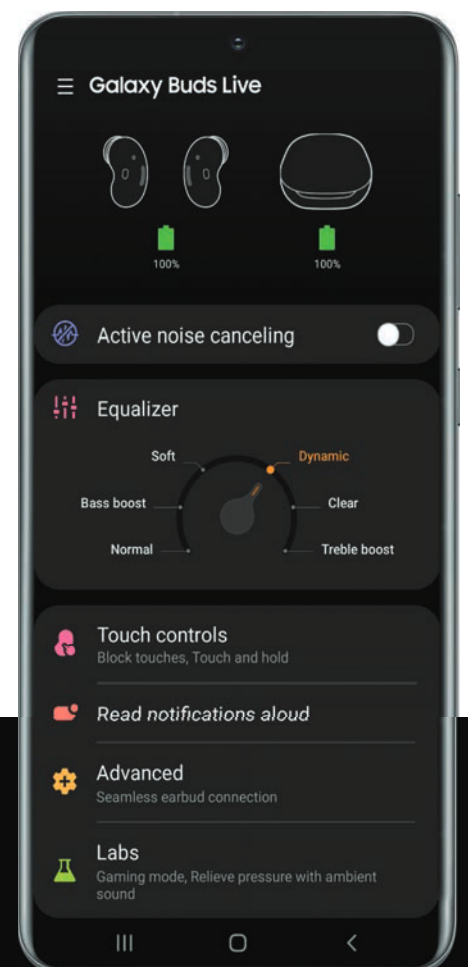 Galaxy Buds Live
100%
100%
Active noise canceling
Equalizer
Soft
Dynamic
Bass boost
Clear
Normal
Treble boost
Touch controls
Block touches, Touch and hold
Read notifications aloud
Advanced
Seamless earbud connection
Labs
Gaming mode, Relieve pressure with ambient
sound